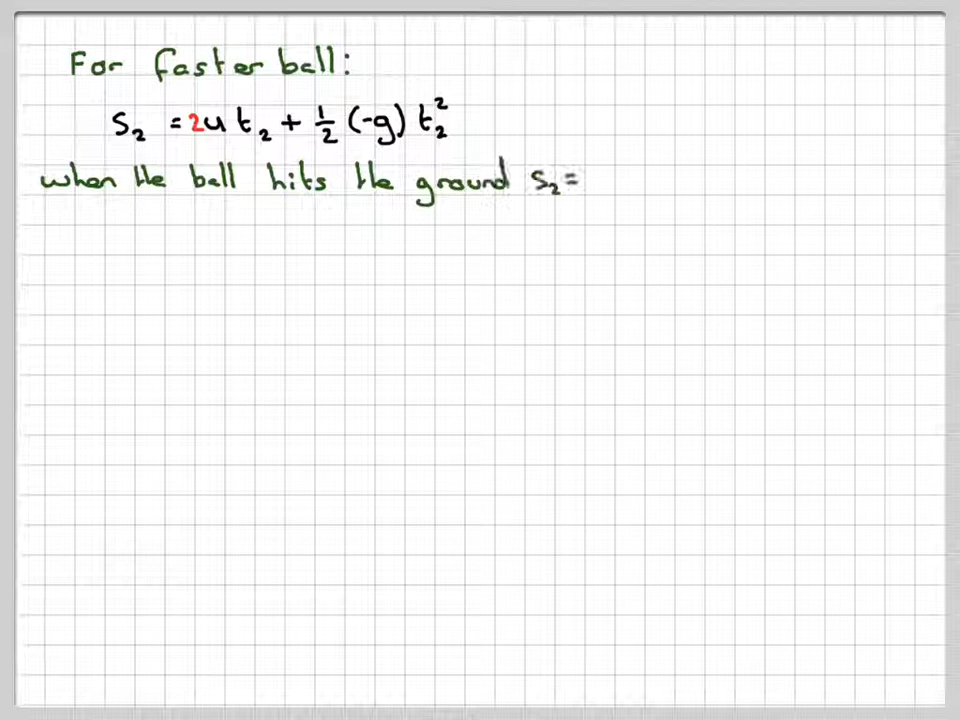 For faster ball:
s₂ = 2u t₂ + ½ (-g) t₂²
when the ball hits the ground s₂ =